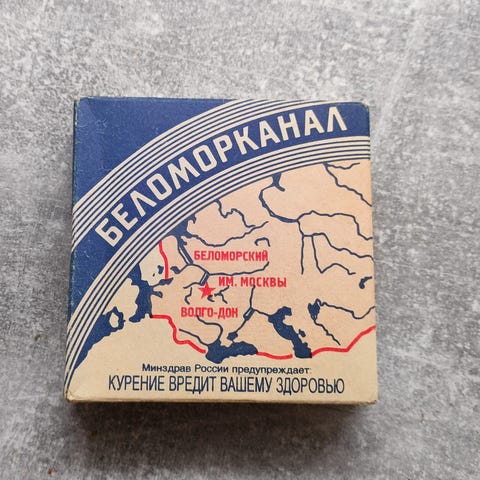 БЕЛОМОРКАНАЛ
БЕЛОМОРСКИЙ
ИМ. МОСКВЫ
ВОЛГО-ДОН
Минздрав России предупреждает:
КУРЕНИЕ ВРЕДИТ ВАШЕМУ ЗДОРОВЬЮ